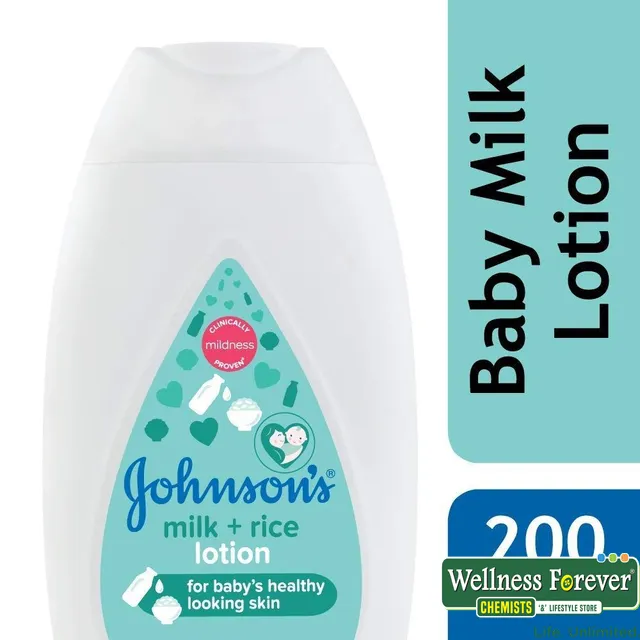 CLINICALLY
mildness
PROVEN*
Johnson's®
milk + rice
lotion
for baby's healthy
looking skin
Baby Milk
Lotion
200
Wellness Forever®
CHEMISTS '&' LIFESTYLE STORE